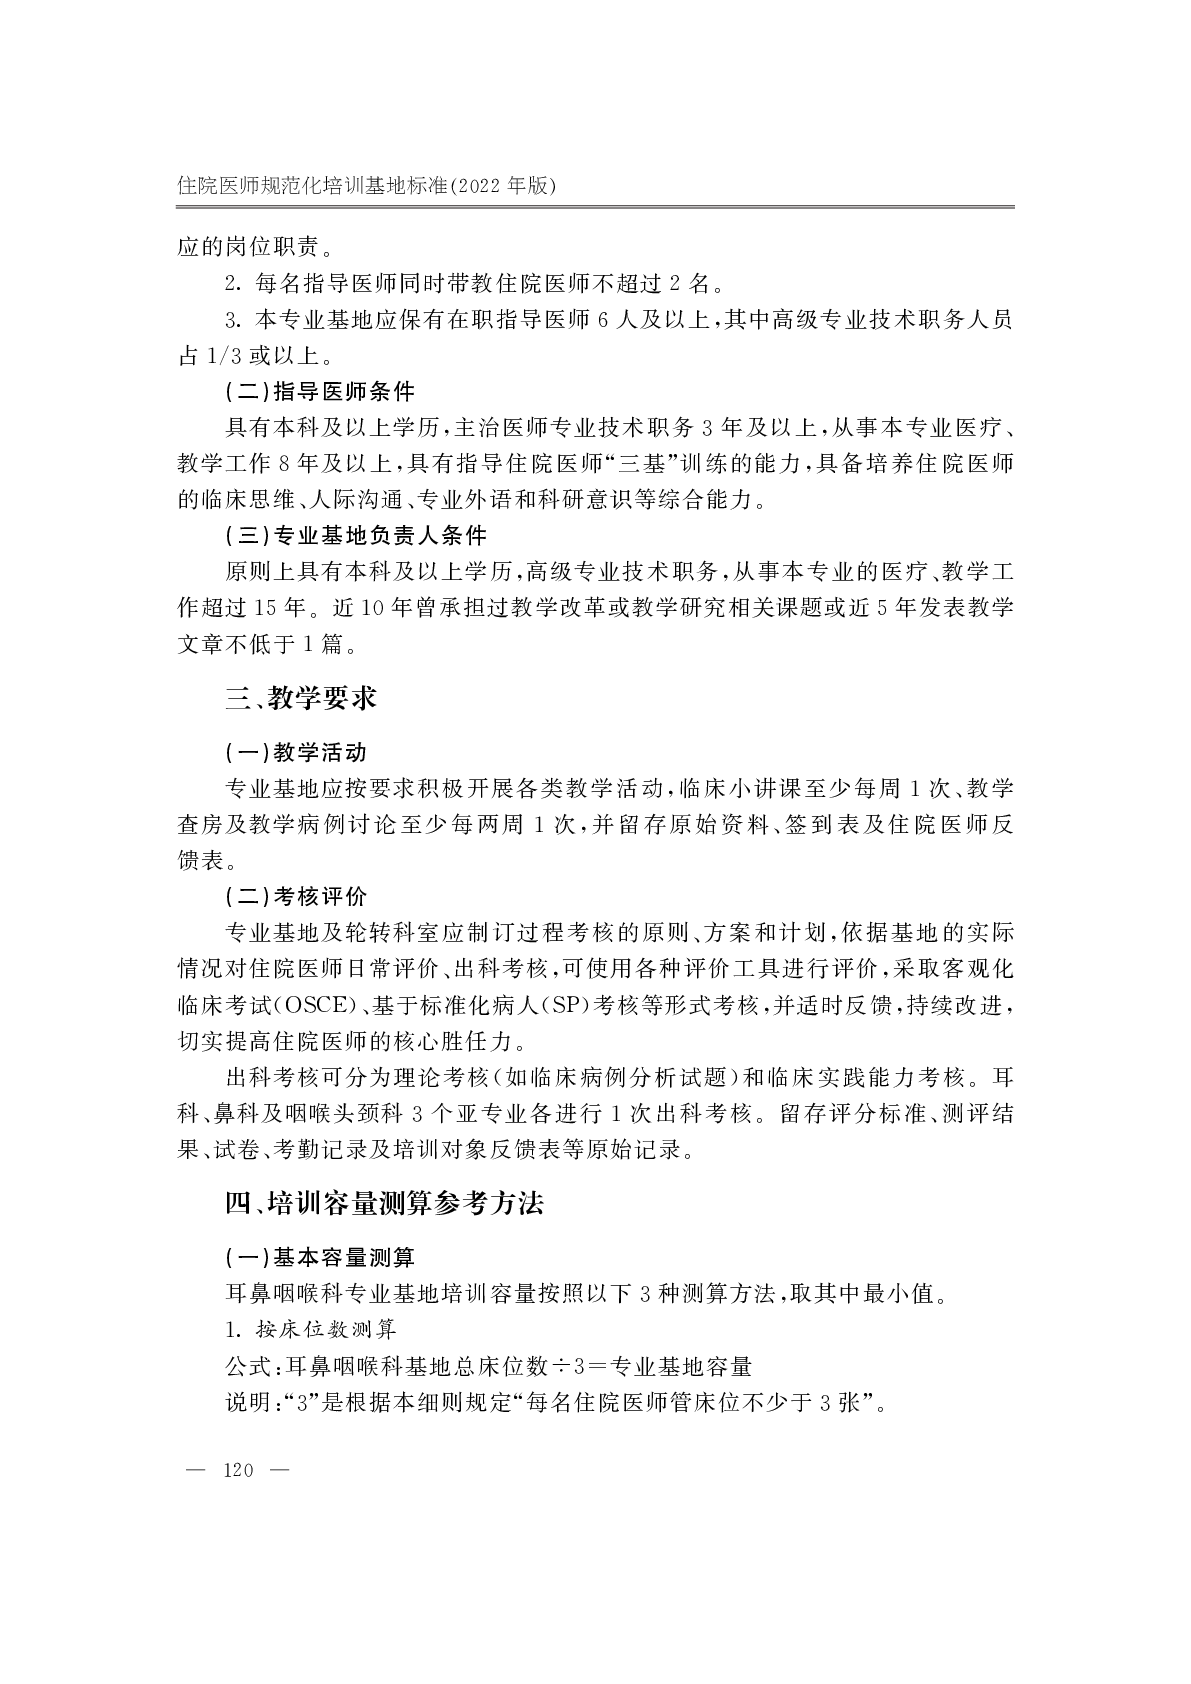 住院医师规范化培训基地标准(2022 年版)
应的岗位职责。
2. 每名指导医师同时带教住院医师不超过 2 名。
3. 本专业基地应保有在职指导医师 6 人及以上,其中高级专业技术职务人员
占 1/3 或以上。
(二)指导医师条件
具有本科及以上学历,主治医师专业技术职务 3 年及以上,从事本专业医疗、
教学工作 8 年及以上,具有指导住院医师“三基”训练的能力,具备培养住院医师
的临床思维、人际沟通、专业外语和科研意识等综合能力。
(三)专业基地负责人条件
原则上具有本科及以上学历,高级专业技术职务,从事本专业的医疗、教学工
作超过 15 年。近 10 年曾承担过教学改革或教学研究相关课题或近 5 年发表教学
文章不低于 1 篇。
三、教学要求
(一)教学活动
专业基地应按要求积极开展各类教学活动,临床小讲课至少每周 1 次、教学
查房及教学病例讨论至少每两周 1 次,并留存原始资料、签到表及住院医师反
馈表。
(二)考核评价
专业基地及轮转科室应制订过程考核的原则、方案和计划,依据基地的实际
情况对住院医师日常评价、出科考核,可使用各种评价工具进行评价,采取客观化
临床考试(OSCE)、基于标准化病人(SP)考核等形式考核,并适时反馈,持续改进,
切实提高住院医师的核心胜任力。
出科考核可分为理论考核(如临床病例分析试题)和临床实践能力考核。耳
科、鼻科及咽喉头颈科 3 个亚专业各进行 1 次出科考核。留存评分标准、测评结
果、试卷、考勤记录及培训对象反馈表等原始记录。
四、培训容量测算参考方法
(一)基本容量测算
耳鼻咽喉科专业基地培训容量按照以下 3 种测算方法,取其中最小值。
1. 按床位数测算
公式:耳鼻咽喉科基地总床位数÷3=专业基地容量
说明:“3”是根据本细则规定“每名住院医师管床位不少于 3 张”。
— 120 —